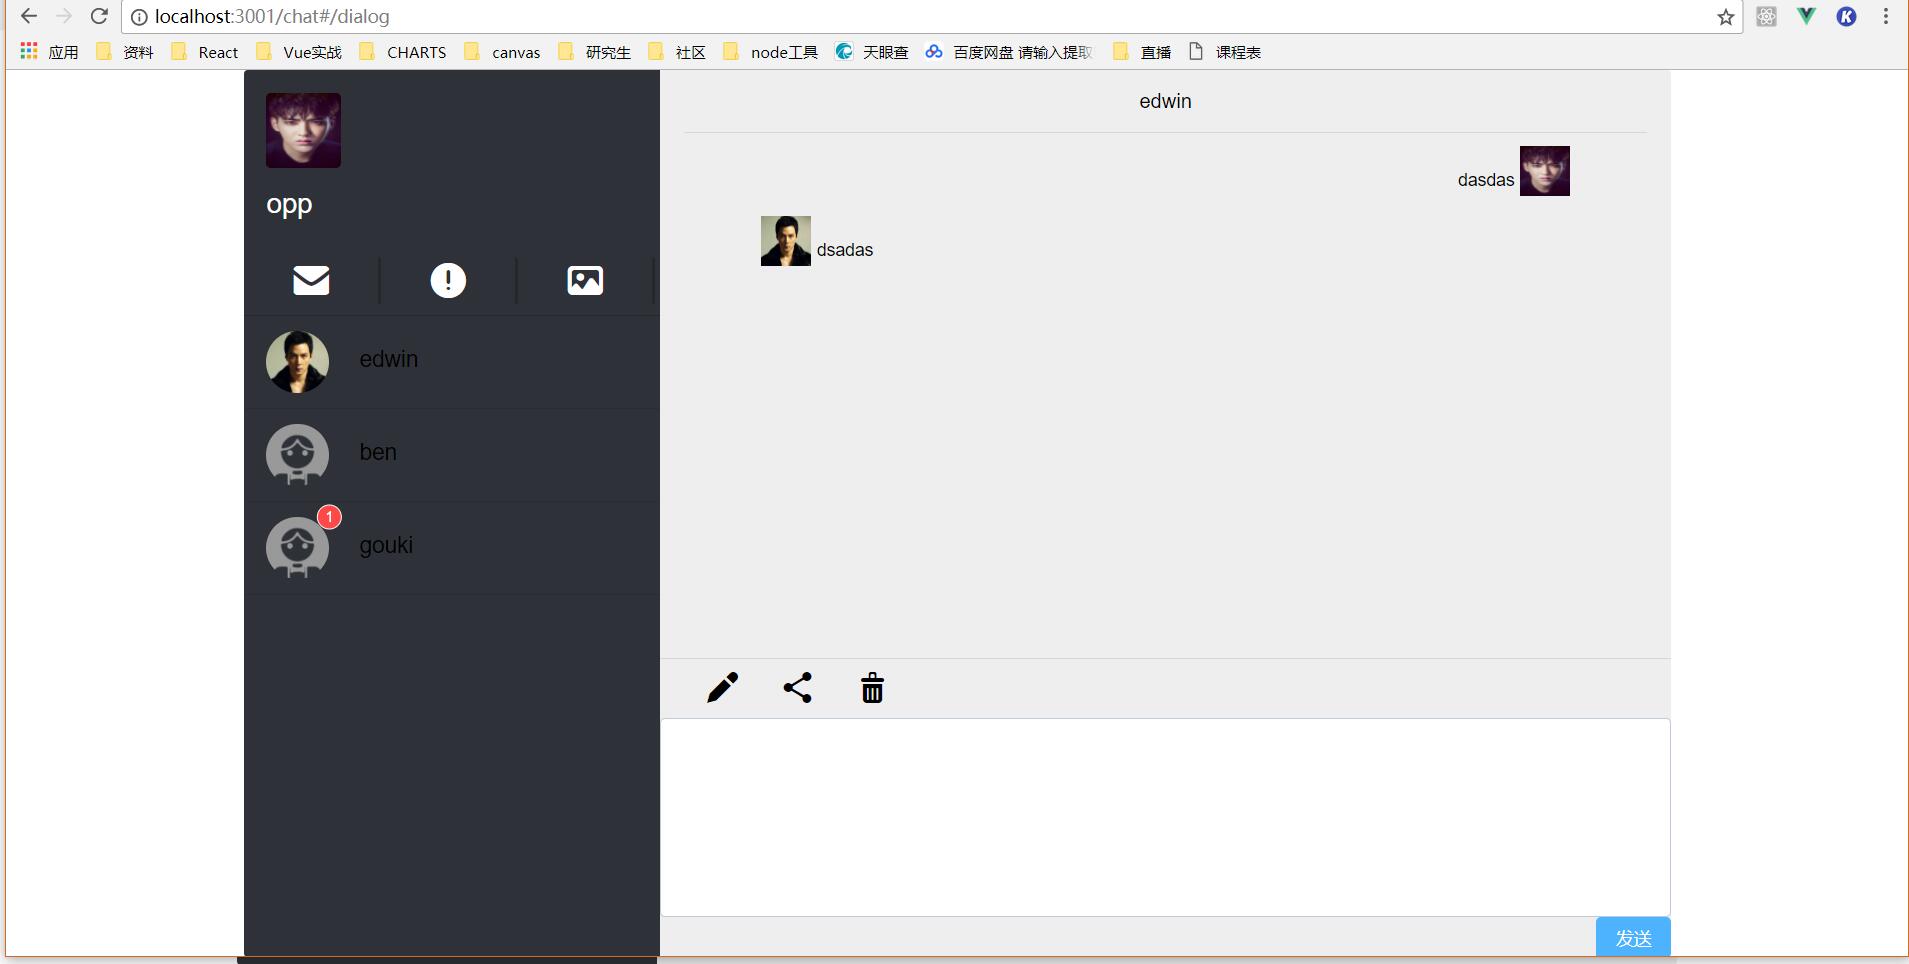 localhost:3001/chat#/dialog
应用 资料 React Vue实战 CHARTS canvas 研究生 社区 node工具 天眼查 百度网盘 请输入提取 直播 课程表
opp
edwin
ben
1
gouki
edwin
dasdas
dsadas
发送